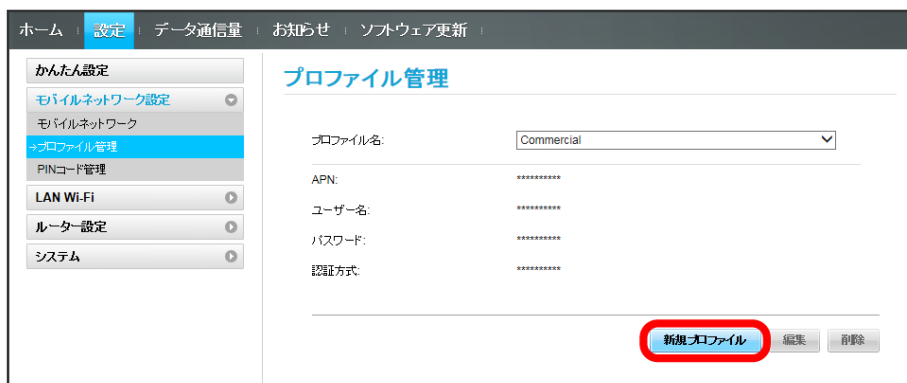 ホーム 設定 データ通信量 お知らせ ソフトウェア更新
かんたん設定
モバイルネットワーク設定
モバイルネットワーク
→プロファイル管理
PINコード管理
LAN Wi-Fi
ルーター設定
システム
プロファイル管理
プロファイル名: Commercial
APN: **********
ユーザー名: **********
パスワード: **********
認証方式: **********
新規プロファイル 編集 削除